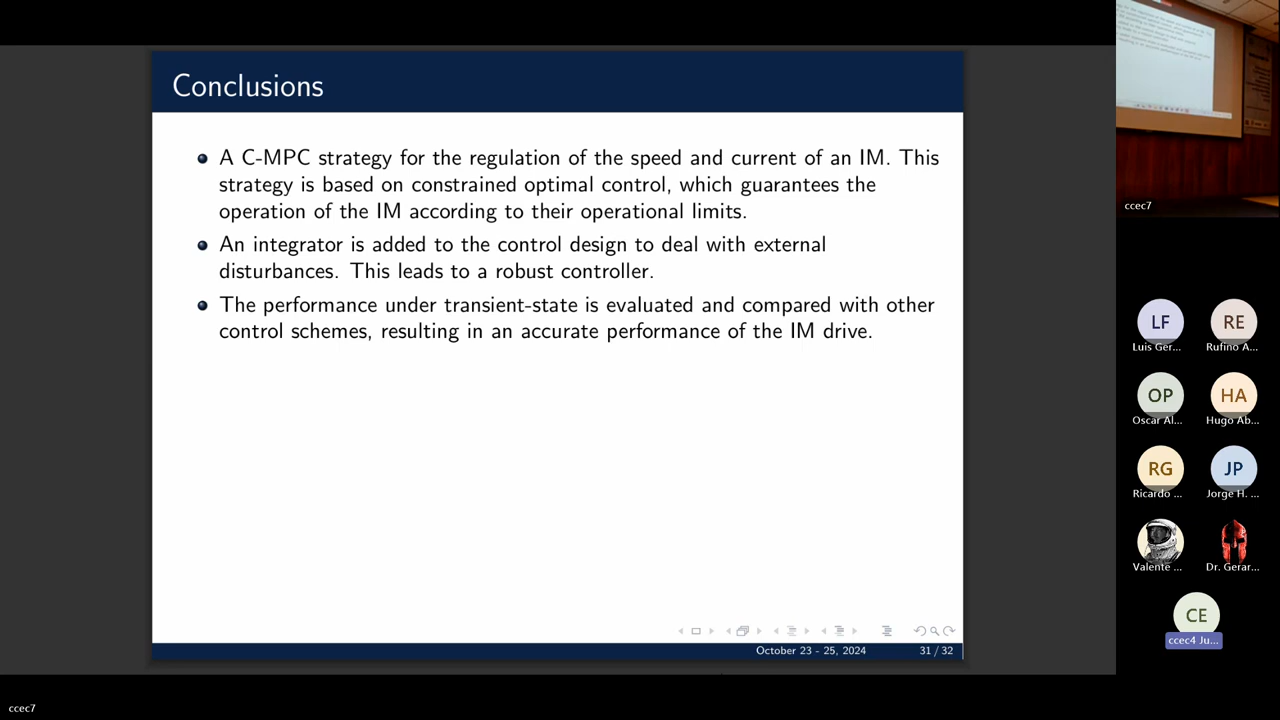 Conclusions
A C-MPC strategy for the regulation of the speed and current of an IM. This
strategy is based on constrained optimal control, which guarantees the
operation of the IM according to their operational limits.
An integrator is added to the control design to deal with external
disturbances. This leads to a robust controller.
The performance under transient-state is evaluated and compared with other
control schemes, resulting in an accurate performance of the IM drive.
October 23 - 25, 2024 31 / 32
ccec7
ccec7
LF RE
Luis Ger... Rufino A...
OP HA
Oscar Al... Hugo Ab...
RG JP
Ricardo ... Jorge H. ...
Valente ... Dr. Gerar...
CE
ccec4 Ju...